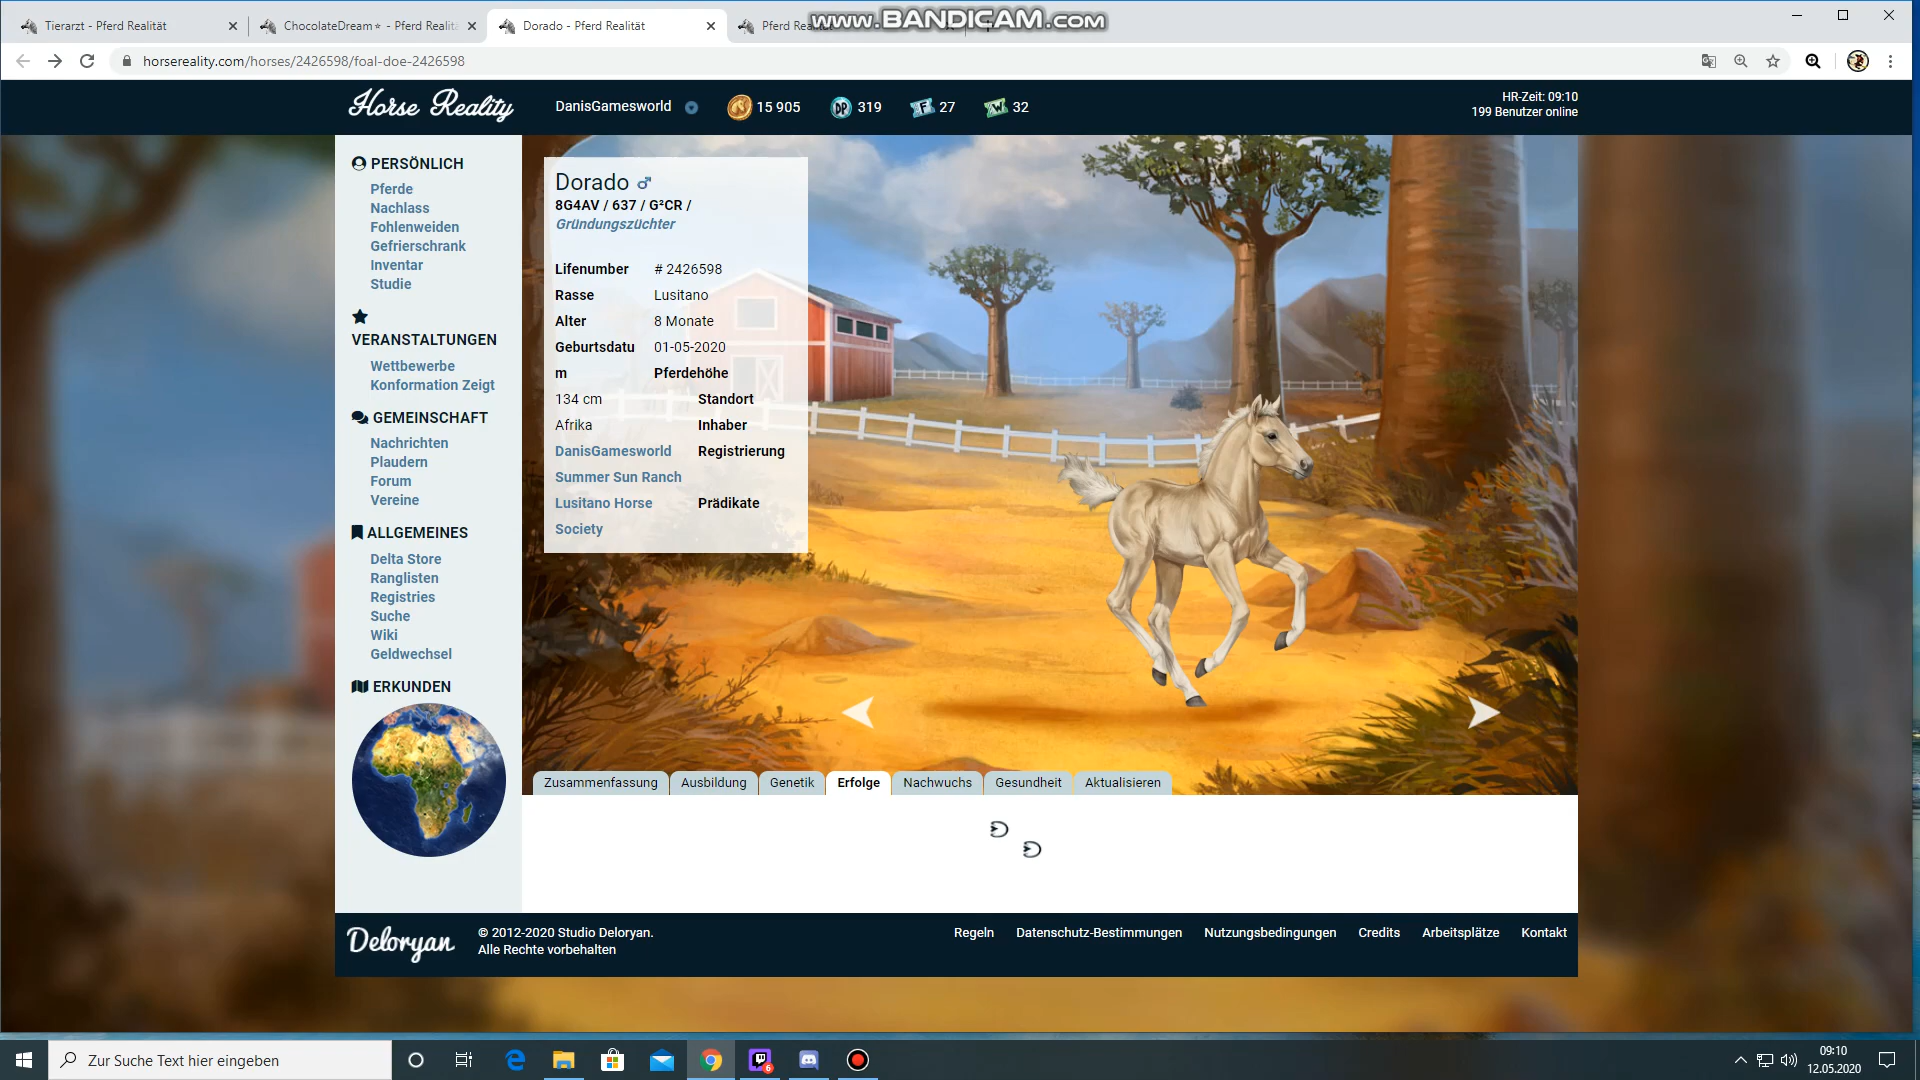 Tierarzt - Pferd Realität
ChocolateDream⭐ - Pferd Realitä
Dorado - Pferd Realität
Pferd Rea
www.BANDICAM.com
horsereality.com/horses/2426598/foal-doe-2426598
Horse Reality
DanisGamesworld
15 905
DP 319
F 27
W 32
HR-Zeit: 09:10
199 Benutzer online
PERSÖNLICH
Pferde
Nachlass
Fohlenweiden
Gefrierschrank
Inventar
Studie
VERANSTALTUNGEN
Wettbewerbe
Konformation Zeigt
GEMEINSCHAFT
Nachrichten
Plaudern
Forum
Vereine
ALLGEMEINES
Delta Store
Ranglisten
Registries
Suche
Wiki
Geldwechsel
ERKUNDEN
Dorado ♂
8G4AV / 637 / G²CR /
Gründungszüchter
Lifenumber # 2426598
Rasse Lusitano
Alter 8 Monate
Geburtsdatu 01-05-2020
m Pferdehöhe
134 cm Standort
Afrika Inhaber
DanisGamesworld Registrierung
Summer Sun Ranch
Lusitano Horse Prädikate
Society
Zusammenfassung Ausbildung Genetik Erfolge Nachwuchs Gesundheit Aktualisieren
Deloryan
© 2012-2020 Studio Deloryan.
Alle Rechte vorbehalten
Regeln Datenschutz-Bestimmungen Nutzungsbedingungen Credits Arbeitsplätze Kontakt
Zur Suche Text hier eingeben
6
09:10
12.05.2020